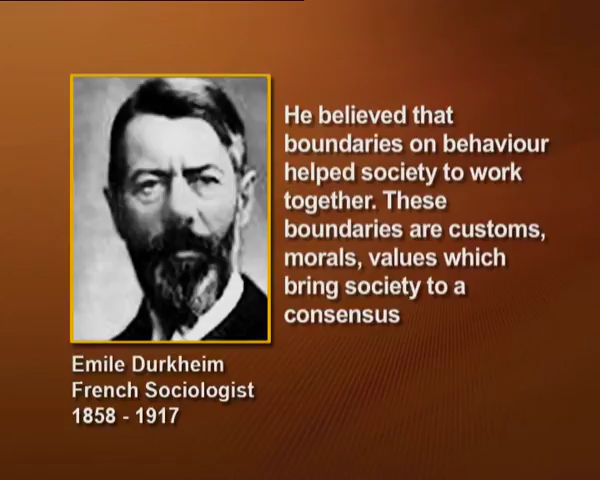 He believed that
boundaries on behaviour
helped society to work
together. These
boundaries are customs,
morals, values which
bring society to a
consensus
Emile Durkheim
French Sociologist
1858 - 1917